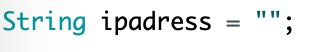 String ipadress = "";